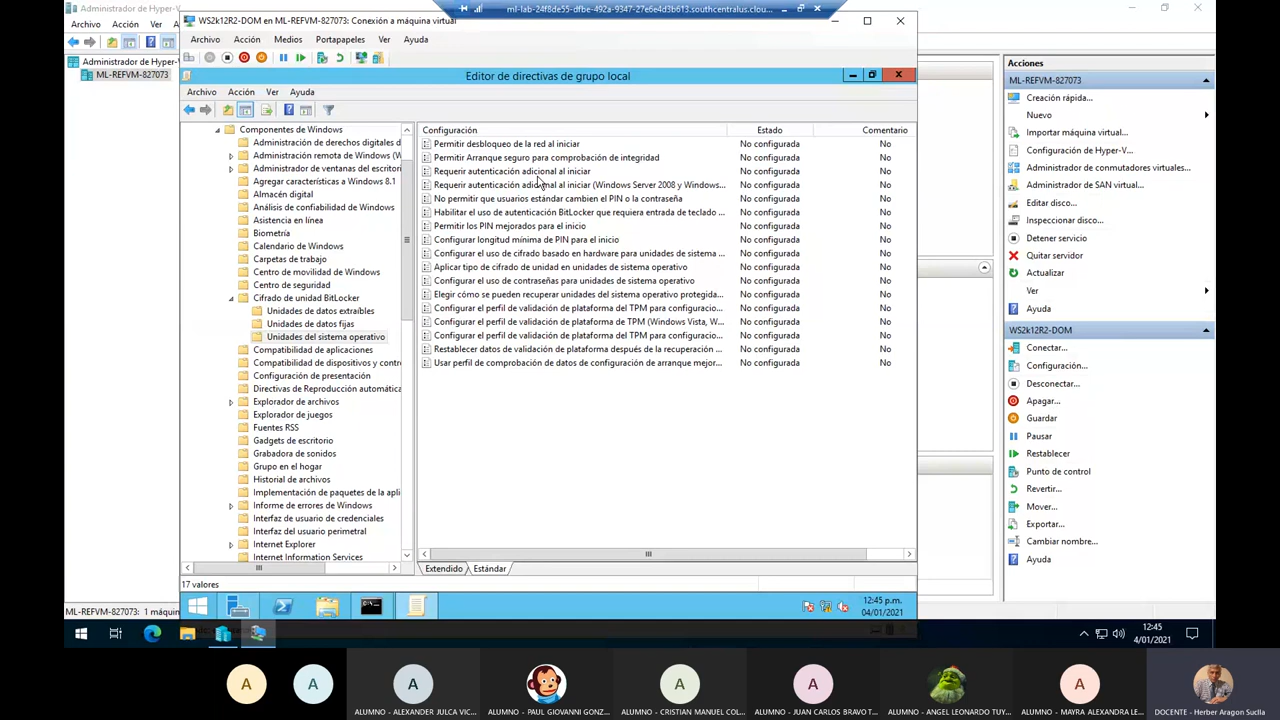 Administrador de Hyper-V
WS2k12R2-DOM en ML-REFVM-827073: Conexión a máquina virtual
ml-lab-24f8de55-dfbe-492a-9347-27e6e4d3b613.southcentralus.clou...
Archivo Acción Ver
Archivo Acción Medios Portapapeles Ver Ayuda
Administrador de Hyper-V
ML-REFVM-827073
Editor de directivas de grupo local
Archivo Acción Ver Ayuda
Componentes de Windows
Administración de derechos digitales d
Administración remota de Windows (W
Administrador de ventanas del escritori
Agregar características a Windows 8.1
Almacén digital
Análisis de confiabilidad de Windows
Asistencia en línea
Biometría
Calendario de Windows
Carpetas de trabajo
Centro de movilidad de Windows
Centro de seguridad
Cifrado de unidad BitLocker
Unidades de datos extraíbles
Unidades de datos fijas
Unidades del sistema operativo
Compatibilidad de aplicaciones
Compatibilidad de dispositivos y contro
Configuración de presentación
Directivas de Reproducción automática
Explorador de archivos
Explorador de juegos
Fuentes RSS
Gadgets de escritorio
Grabadora de sonidos
Grupo en el hogar
Historial de archivos
Implementación de paquetes de la apli
Informe de errores de Windows
Interfaz de usuario de credenciales
Interfaz del usuario perimetral
Internet Explorer
Internet Information Services
Configuración Estado Comentario
Permitir desbloqueo de la red al iniciar No configurada No
Permitir Arranque seguro para comprobación de integridad No configurada No
Requerir autenticación adicional al iniciar No configurada No
Requerir autenticación adicional al iniciar (Windows Server 2008 y Windows... No configurada No
No permitir que usuarios estándar cambien el PIN o la contraseña No configurada No
Habilitar el uso de autenticación BitLocker que requiera entrada de teclado ... No configurada No
Permitir los PIN mejorados para el inicio No configurada No
Configurar longitud mínima de PIN para el inicio No configurada No
Configurar el uso de cifrado basado en hardware para unidades de sistema ... No configurada No
Aplicar tipo de cifrado de unidad en unidades de sistema operativo No configurada No
Configurar el uso de contraseñas para unidades de sistema operativo No configurada No
Elegir cómo se pueden recuperar unidades del sistema operativo protegida... No configurada No
Configurar el perfil de validación de plataforma del TPM para configuracio... No configurada No
Configurar el perfil de validación de plataforma de TPM (Windows Vista, W... No configurada No
Configurar el perfil de validación de plataforma del TPM para configuracio... No configurada No
Restablecer datos de validación de plataforma después de la recuperación ... No configurada No
Usar perfil de comprobación de datos de configuración de arranque mejor... No configurada No
Extendido Estándar
17 valores
12:45 p.m.
04/01/2021
Acciones
ML-REFVM-827073
Creación rápida...
Nuevo
Importar máquina virtual...
Configuración de Hyper-V...
Administrador de conmutadores virtuales...
Administrador de SAN virtual...
Editar disco...
Inspeccionar disco...
Detener servicio
Quitar servidor
Actualizar
Ver
Ayuda
WS2K12R2-DOM
Conectar...
Configuración...
Desconectar...
Apagar...
Guardar
Pausar
Restablecer
Punto de control
Revertir...
Mover...
Exportar...
Cambiar nombre...
Ayuda
ML-REFVM-827073: 1 máquin
12:45
4/01/2021
A
A
A
A
A
A
ALUMNO - ALEXANDER JULCA VIC...
ALUMNO - PAUL GIOVANNI GONZ...
ALUMNO - CRISTIAN MANUEL COL...
ALUMNO - JUAN CARLOS BRAVO T...
ALUMNO - ANGEL LEONARDO TUY...
ALUMNO - MAYRA ALEXANDRA LE...
DOCENTE - Herber Aragon Suclla